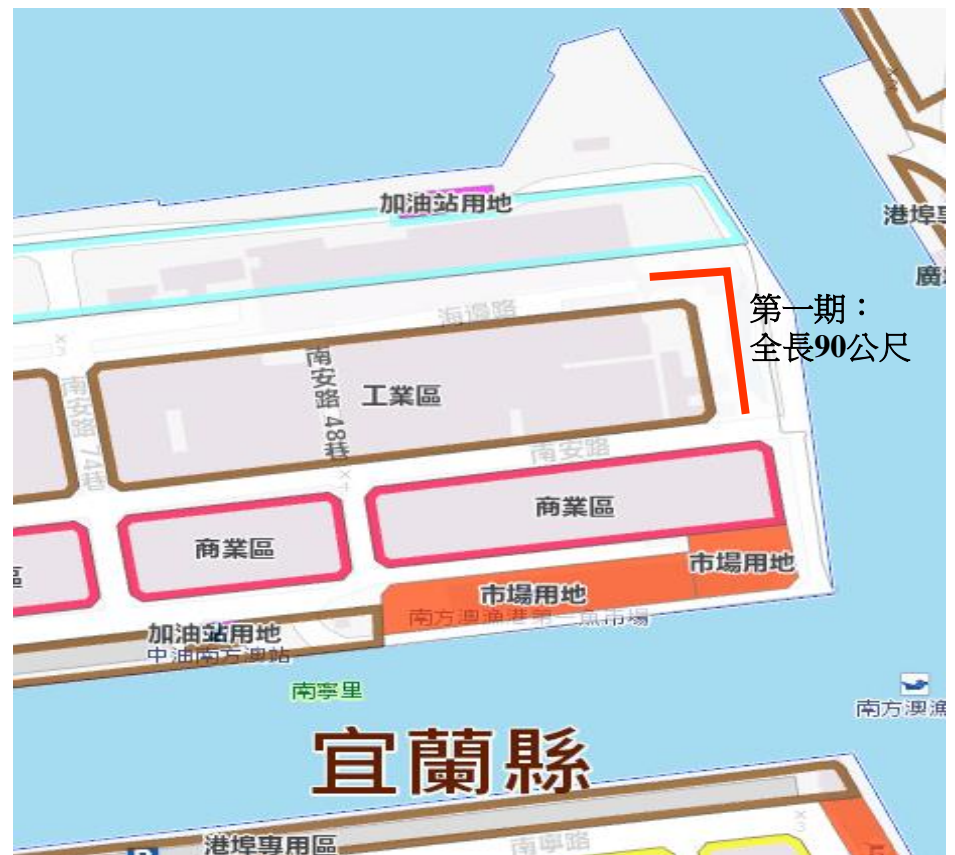 加油站用地
港埠專
廣
第一期：
全長90公尺
海邊路
南安路 74巷
南安路 48巷
工業區
南安路
商業區
商業區
區
市場用地
市場用地
南方澳漁港第一魚市場
加油站用地
中油南方澳站
南寧里
南方澳漁
宜蘭縣
港埠專用區
南寧路
P